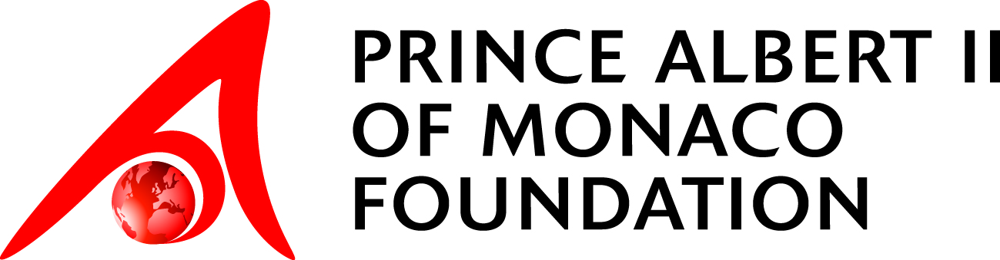 PRINCE ALBERT II
OF MONACO
FOUNDATION